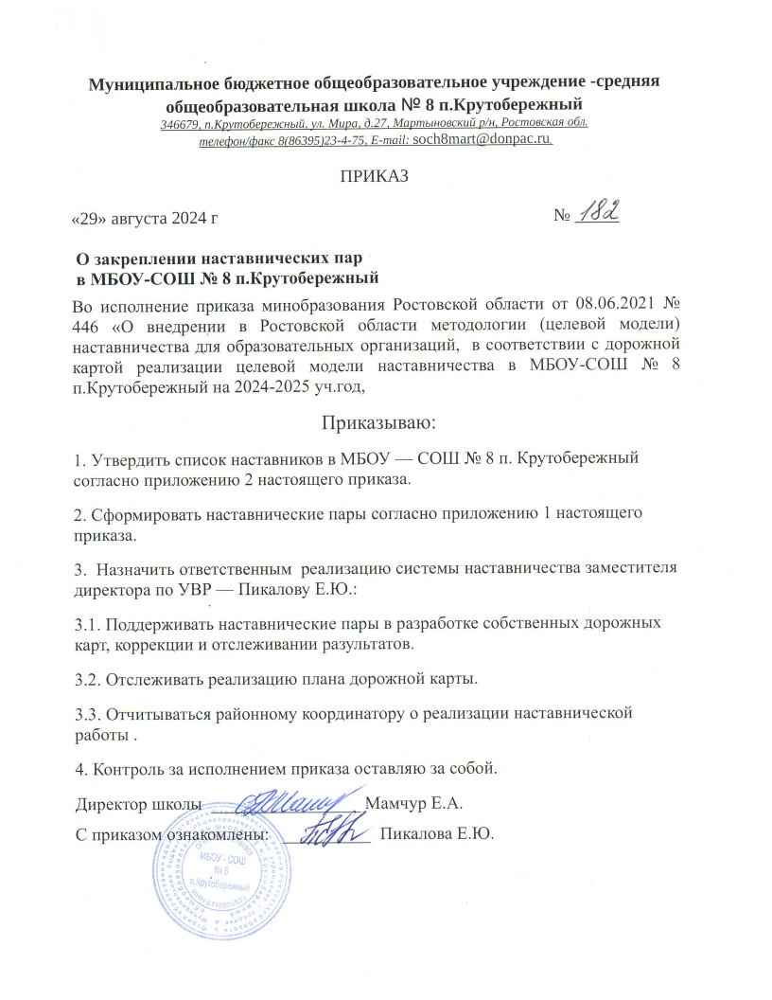 Муниципальное бюджетное общеобразовательное учреждение -средняя
общеобразовательная школа № 8 п.Крутобережный
346679, п.Крутобережный, ул. Мира, д.27, Мартыновский р/н, Ростовская обл.
телефон/факс 8(86395)23-4-75, E-mail: soch8mart@donpac.ru
ПРИКАЗ
«29» августа 2024 г № 182
О закреплении наставнических пар
в МБОУ-СОШ № 8 п.Крутобережный
Во исполнение приказа минобразования Ростовской области от 08.06.2021 №
446 «О внедрении в Ростовской области методологии (целевой модели)
наставничества для образовательных организаций, в соответствии с дорожной
картой реализации целевой модели наставничества в МБОУ-СОШ № 8
п.Крутобережный на 2024-2025 уч.год,
Приказываю:
1. Утвердить список наставников в МБОУ — СОШ № 8 п. Крутобережный
согласно приложению 2 настоящего приказа.
2. Сформировать наставнические пары согласно приложению 1 настоящего
приказа.
3. Назначить ответственным реализацию системы наставничества заместителя
директора по УВР — Пикалову Е.Ю.:
3.1. Поддерживать наставнические пары в разработке собственных дорожных
карт, коррекции и отслеживании разультатов.
3.2. Отслеживать реализацию плана дорожной карты.
3.3. Отчитываться районному координатору о реализации наставнической
работы .
4. Контроль за исполнением приказа оставляю за собой.
Директор школы Мамчур Е.А.
С приказом ознакомлены: Пикалова Е.Ю.
МБОУ - СОШ
№ 8
п.Крутобережный